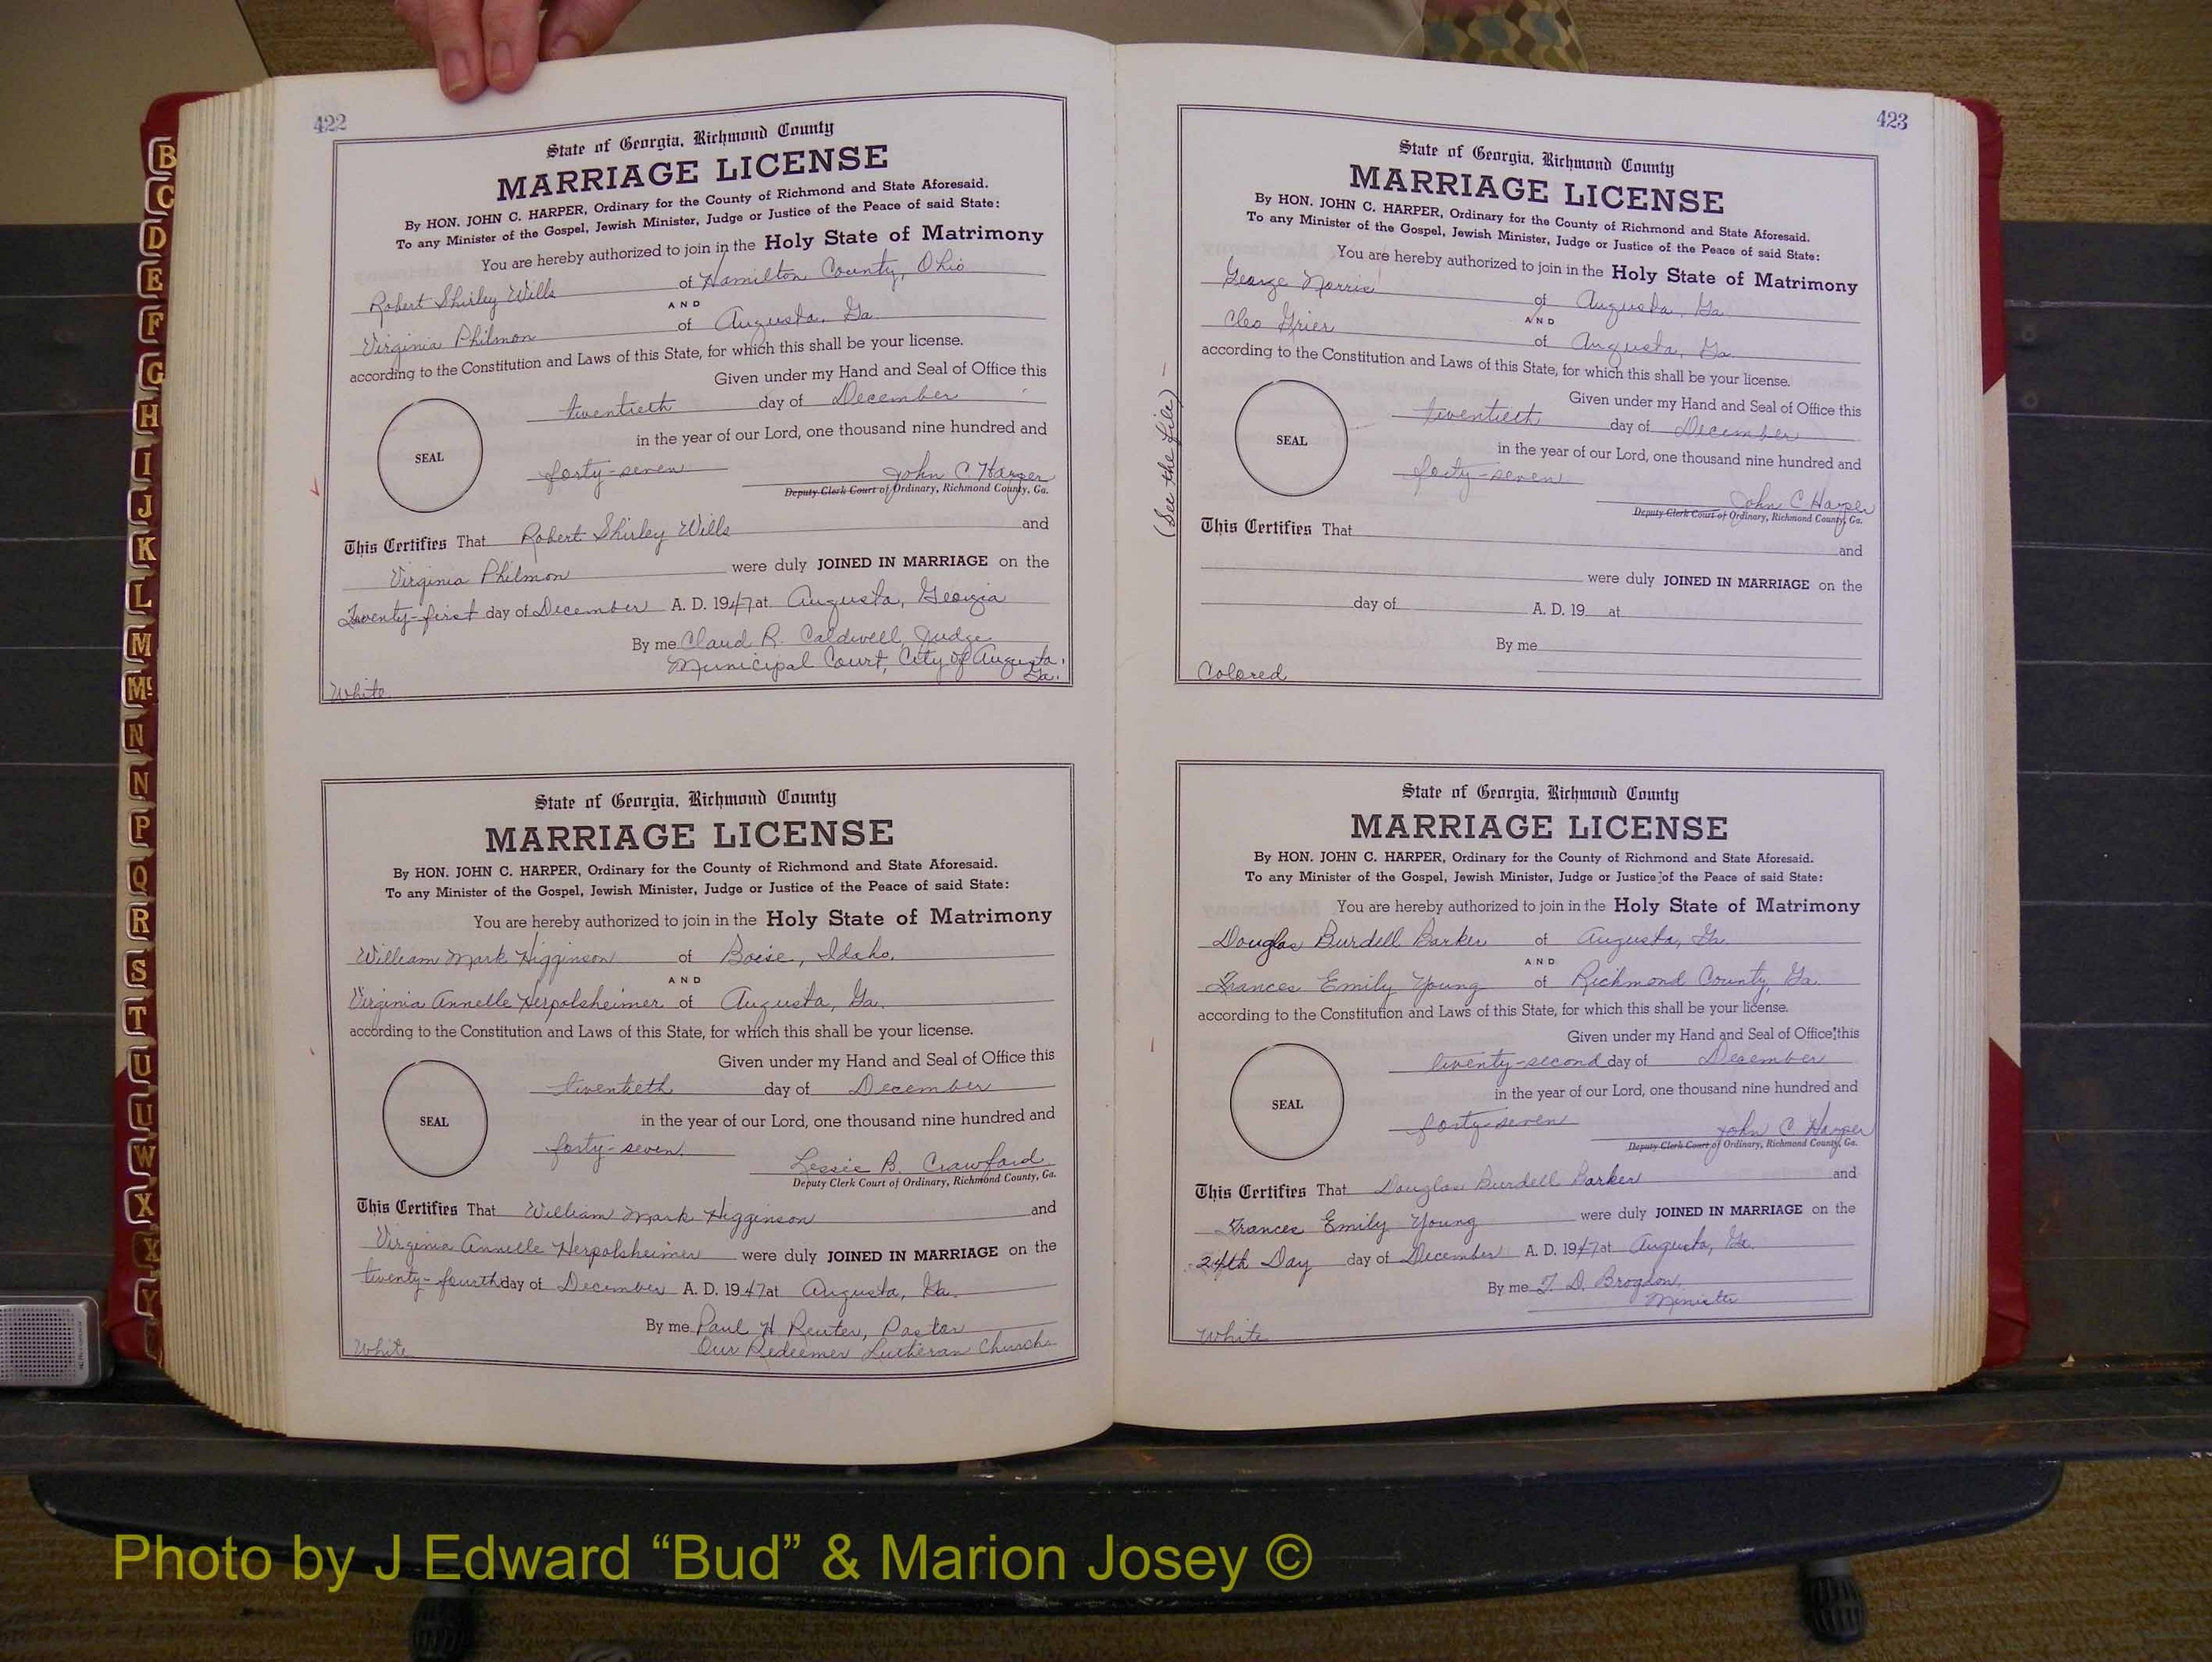 422
State of Georgia, Richmond County
MARRIAGE LICENSE
By HON. JOHN C. HARPER, Ordinary for the County of Richmond and State Aforesaid.
To any Minister of the Gospel, Jewish Minister, Judge or Justice of the Peace of said State:
You are hereby authorized to join in the Holy State of Matrimony
Robert Shirley Wills of Hamilton County, Ohio
AND
Virginia Philmon of Augusta, Ga.
according to the Constitution and Laws of this State, for which this shall be your license.
Given under my Hand and Seal of Office this
twentieth day of December
in the year of our Lord, one thousand nine hundred and
SEAL
forty-seven John C Harper
Deputy Clerk Court of Ordinary, Richmond County, Ga.
This Certifies That Robert Shirley Wills and
Virginia Philmon were duly JOINED IN MARRIAGE on the
Twenty-first day of December A. D. 1947 at Augusta, Georgia
By me Claud R. Caldwell, Judge
Municipal Court, City of Augusta,
Ga.
White
State of Georgia, Richmond County
MARRIAGE LICENSE
By HON. JOHN C. HARPER, Ordinary for the County of Richmond and State Aforesaid.
To any Minister of the Gospel, Jewish Minister, Judge or Justice of the Peace of said State:
You are hereby authorized to join in the Holy State of Matrimony
William Mark Higginson of Boise, Idaho.
AND
Virginia Annelle Herpolsheimer of Augusta, Ga.
according to the Constitution and Laws of this State, for which this shall be your license.
Given under my Hand and Seal of Office this
twentieth day of December
in the year of our Lord, one thousand nine hundred and
SEAL
forty-seven Lessie B. Crawford
Deputy Clerk Court of Ordinary, Richmond County, Ga.
This Certifies That William Mark Higginson and
Virginia Annelle Herpolsheimer were duly JOINED IN MARRIAGE on the
twenty-fourth day of December A. D. 1947 at Augusta, Ga.
By me Paul H Reuter, Pastor
Our Redeemer Lutheran Church
White
423
(See the file) -
State of Georgia, Richmond County
MARRIAGE LICENSE
By HON. JOHN C. HARPER, Ordinary for the County of Richmond and State Aforesaid.
To any Minister of the Gospel, Jewish Minister, Judge or Justice of the Peace of said State:
You are hereby authorized to join in the Holy State of Matrimony
George Norris of Augusta, Ga.
AND
Cleo Grier of Augusta, Ga.
according to the Constitution and Laws of this State, for which this shall be your license.
Given under my Hand and Seal of Office this
twentieth day of December
in the year of our Lord, one thousand nine hundred and
SEAL
forty-seven John C Harper
Deputy Clerk Court of Ordinary, Richmond County, Ga.
This Certifies That and
were duly JOINED IN MARRIAGE on the
day of A. D. 19 at
By me
Colored
State of Georgia, Richmond County
MARRIAGE LICENSE
By HON. JOHN C. HARPER, Ordinary for the County of Richmond and State Aforesaid.
To any Minister of the Gospel, Jewish Minister, Judge or Justice of the Peace of said State:
You are hereby authorized to join in the Holy State of Matrimony
Douglas Burdell Barker of Augusta, Ga.
AND
Frances Emily Young of Richmond County, Ga.
according to the Constitution and Laws of this State, for which this shall be your license.
Given under my Hand and Seal of Office this
twenty-second day of December
in the year of our Lord, one thousand nine hundred and
SEAL
forty-seven John C Harper
Deputy Clerk Court of Ordinary, Richmond County, Ga.
This Certifies That Douglas Burdell Barker and
Frances Emily Young were duly JOINED IN MARRIAGE on the
24th Day day of December A. D. 1947 at Augusta, Ga.
By me T. D. Brogdon,
Minister
White
B
C
D
E
F
G
H
I
J
K
L
M
Mc
N
N
P
Q
R
S
T
U
U
W
X
X
Y
Photo by J Edward “Bud” & Marion Josey ©